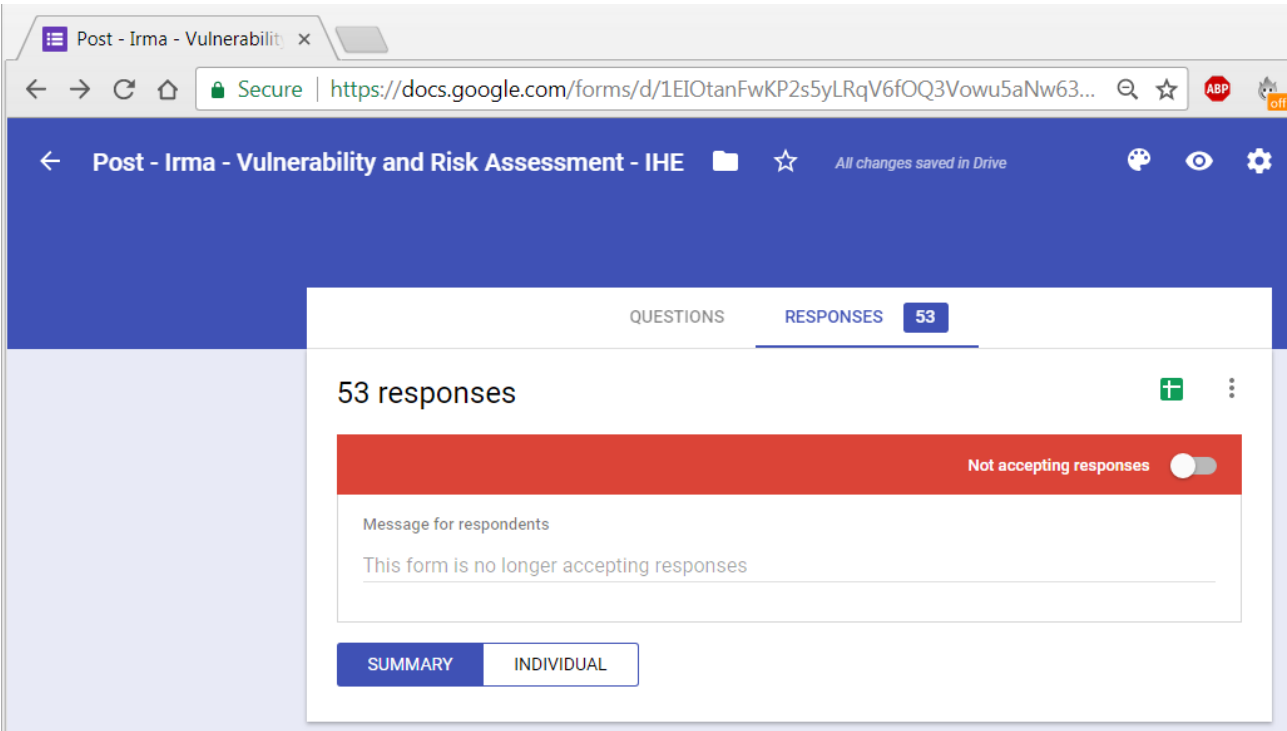 Post - Irma - Vulnerability
Secure https://docs.google.com/forms/d/1EIOtanFwKP2s5yLRqV6fOQ3Vowu5aNw63...
ABP
off
Post - Irma - Vulnerability and Risk Assessment - IHE
All changes saved in Drive
QUESTIONS RESPONSES 53
53 responses
Not accepting responses
Message for respondents
This form is no longer accepting responses
SUMMARY INDIVIDUAL